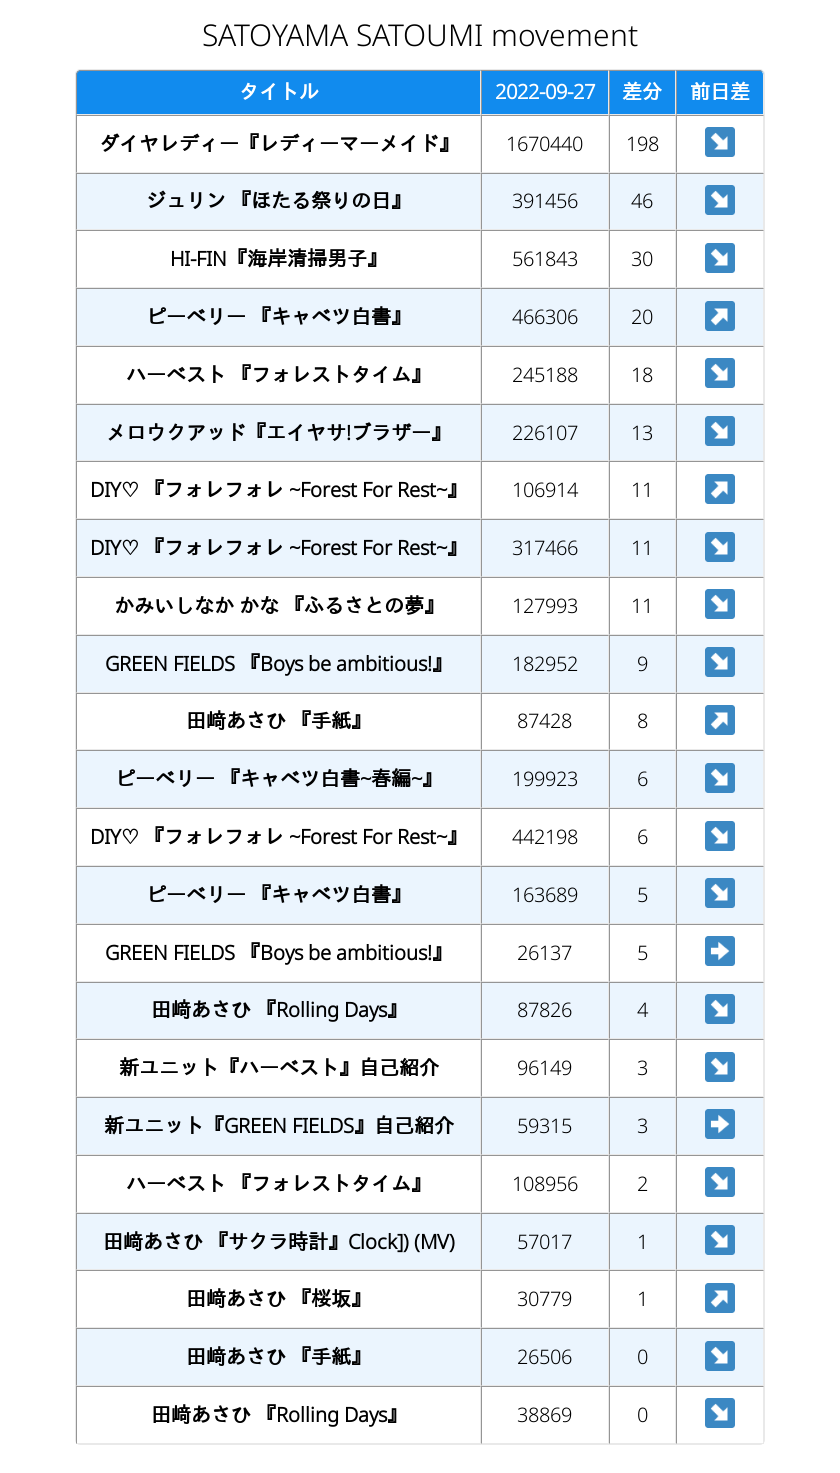 SATOYAMA SATOUMI movement
タイトル 2022-09-27 差分 前日差
ダイヤレディー『レディーマーメイド』 1670440 198 ↘
ジュリン 『ほたる祭りの日』 391456 46 ↘
HI-FIN『海岸清掃男子』 561843 30 ↘
ピーベリー 『キャベツ白書』 466306 20 ↗
ハーベスト 『フォレストタイム』 245188 18 ↘
メロウクアッド『エイヤサ!ブラザー』 226107 13 ↘
DIY♡ 『フォレフォレ ~Forest For Rest~』 106914 11 ↗
DIY♡ 『フォレフォレ ~Forest For Rest~』 317466 11 ↘
かみいしなか かな 『ふるさとの夢』 127993 11 ↘
GREEN FIELDS 『Boys be ambitious!』 182952 9 ↘
田﨑あさひ 『手紙』 87428 8 ↗
ピーベリー 『キャベツ白書~春編~』 199923 6 ↘
DIY♡ 『フォレフォレ ~Forest For Rest~』 442198 6 ↘
ピーベリー 『キャベツ白書』 163689 5 ↘
GREEN FIELDS 『Boys be ambitious!』 26137 5 ➡
田﨑あさひ 『Rolling Days』 87826 4 ↘
新ユニット『ハーベスト』自己紹介 96149 3 ↘
新ユニット『GREEN FIELDS』自己紹介 59315 3 ➡
ハーベスト 『フォレストタイム』 108956 2 ↘
田﨑あさひ 『サクラ時計』Clock]) (MV) 57017 1 ↘
田﨑あさひ 『桜坂』 30779 1 ↗
田﨑あさひ 『手紙』 26506 0 ↘
田﨑あさひ 『Rolling Days』 38869 0 ↘